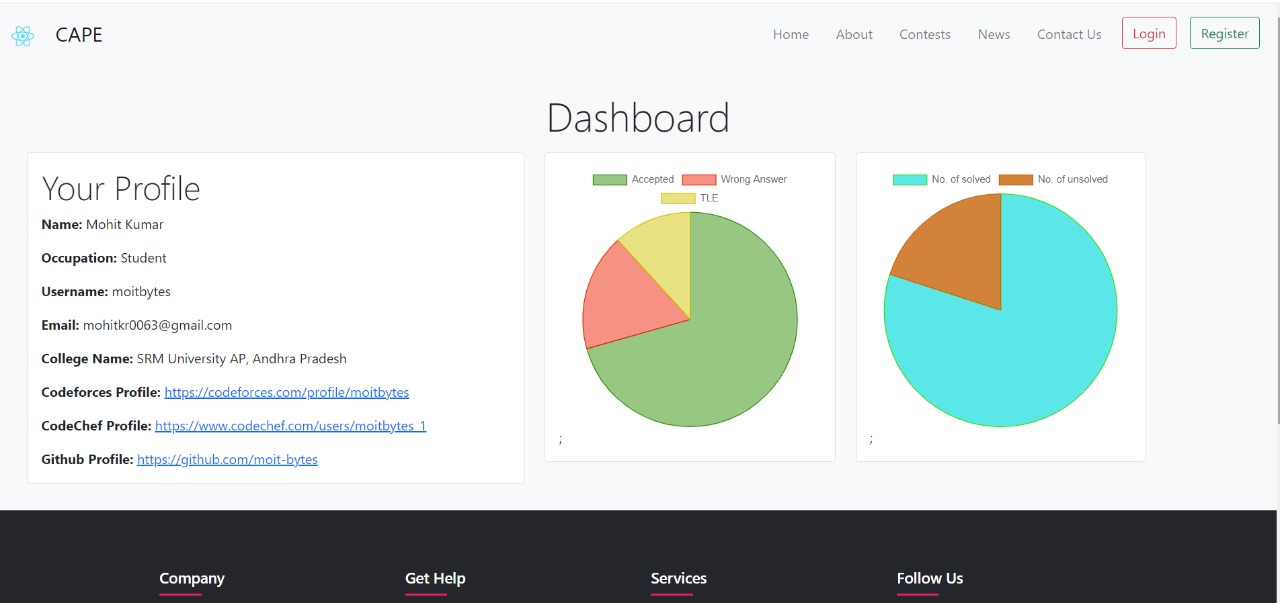 CAPE
Home About Contests News Contact Us Login Register
Dashboard
Your Profile
Name: Mohit Kumar
Occupation: Student
Username: moitbytes
Email: mohitkr0063@gmail.com
College Name: SRM University AP, Andhra Pradesh
Codeforces Profile: https://codeforces.com/profile/moitbytes
CodeChef Profile: https://www.codechef.com/users/moitbytes_1
Github Profile: https://github.com/moit-bytes
Accepted Wrong Answer
TLE
;
No. of solved No. of unsolved
;
Company Get Help Services Follow Us